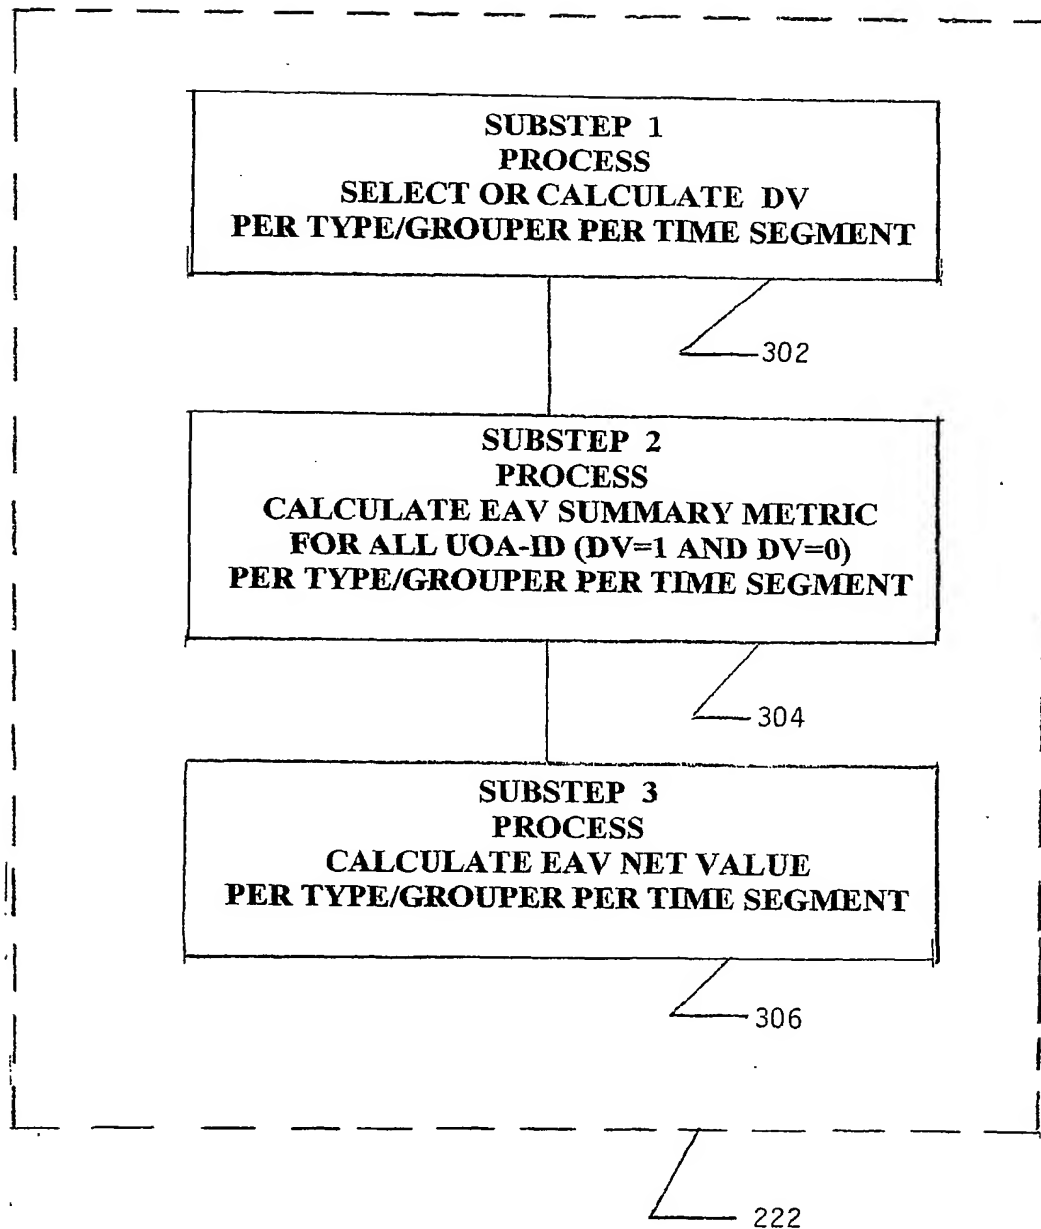 SUBSTEP 1
PROCESS
SELECT OR CALCULATE DV
PER TYPE/GROUPER PER TIME SEGMENT
302
SUBSTEP 2
PROCESS
CALCULATE EAV SUMMARY METRIC
FOR ALL UOA-ID (DV=1 AND DV=0)
PER TYPE/GROUPER PER TIME SEGMENT
304
SUBSTEP 3
PROCESS
CALCULATE EAV NET VALUE
PER TYPE/GROUPER PER TIME SEGMENT
306
222